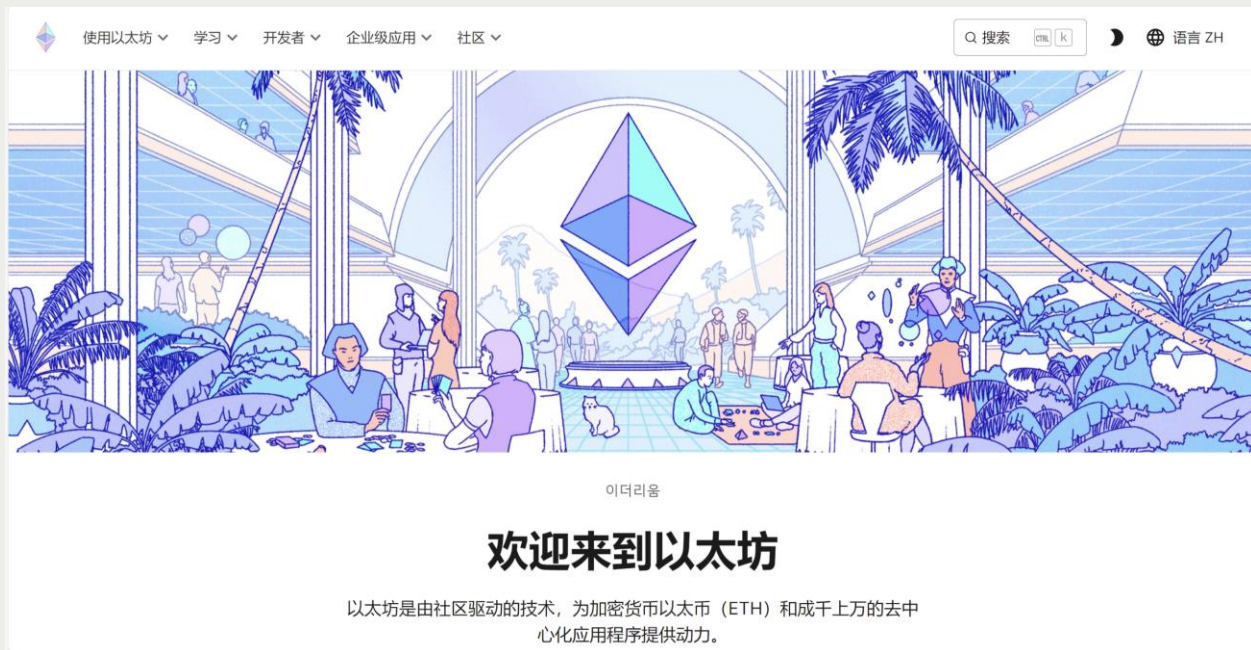 使用以太坊
学习
开发者
企业级应用
社区
搜索
CTRL k
语言 ZH
이더리움
欢迎来到以太坊
以太坊是由社区驱动的技术，为加密货币以太币（ETH）和成千上万的去中
心化应用程序提供动力。